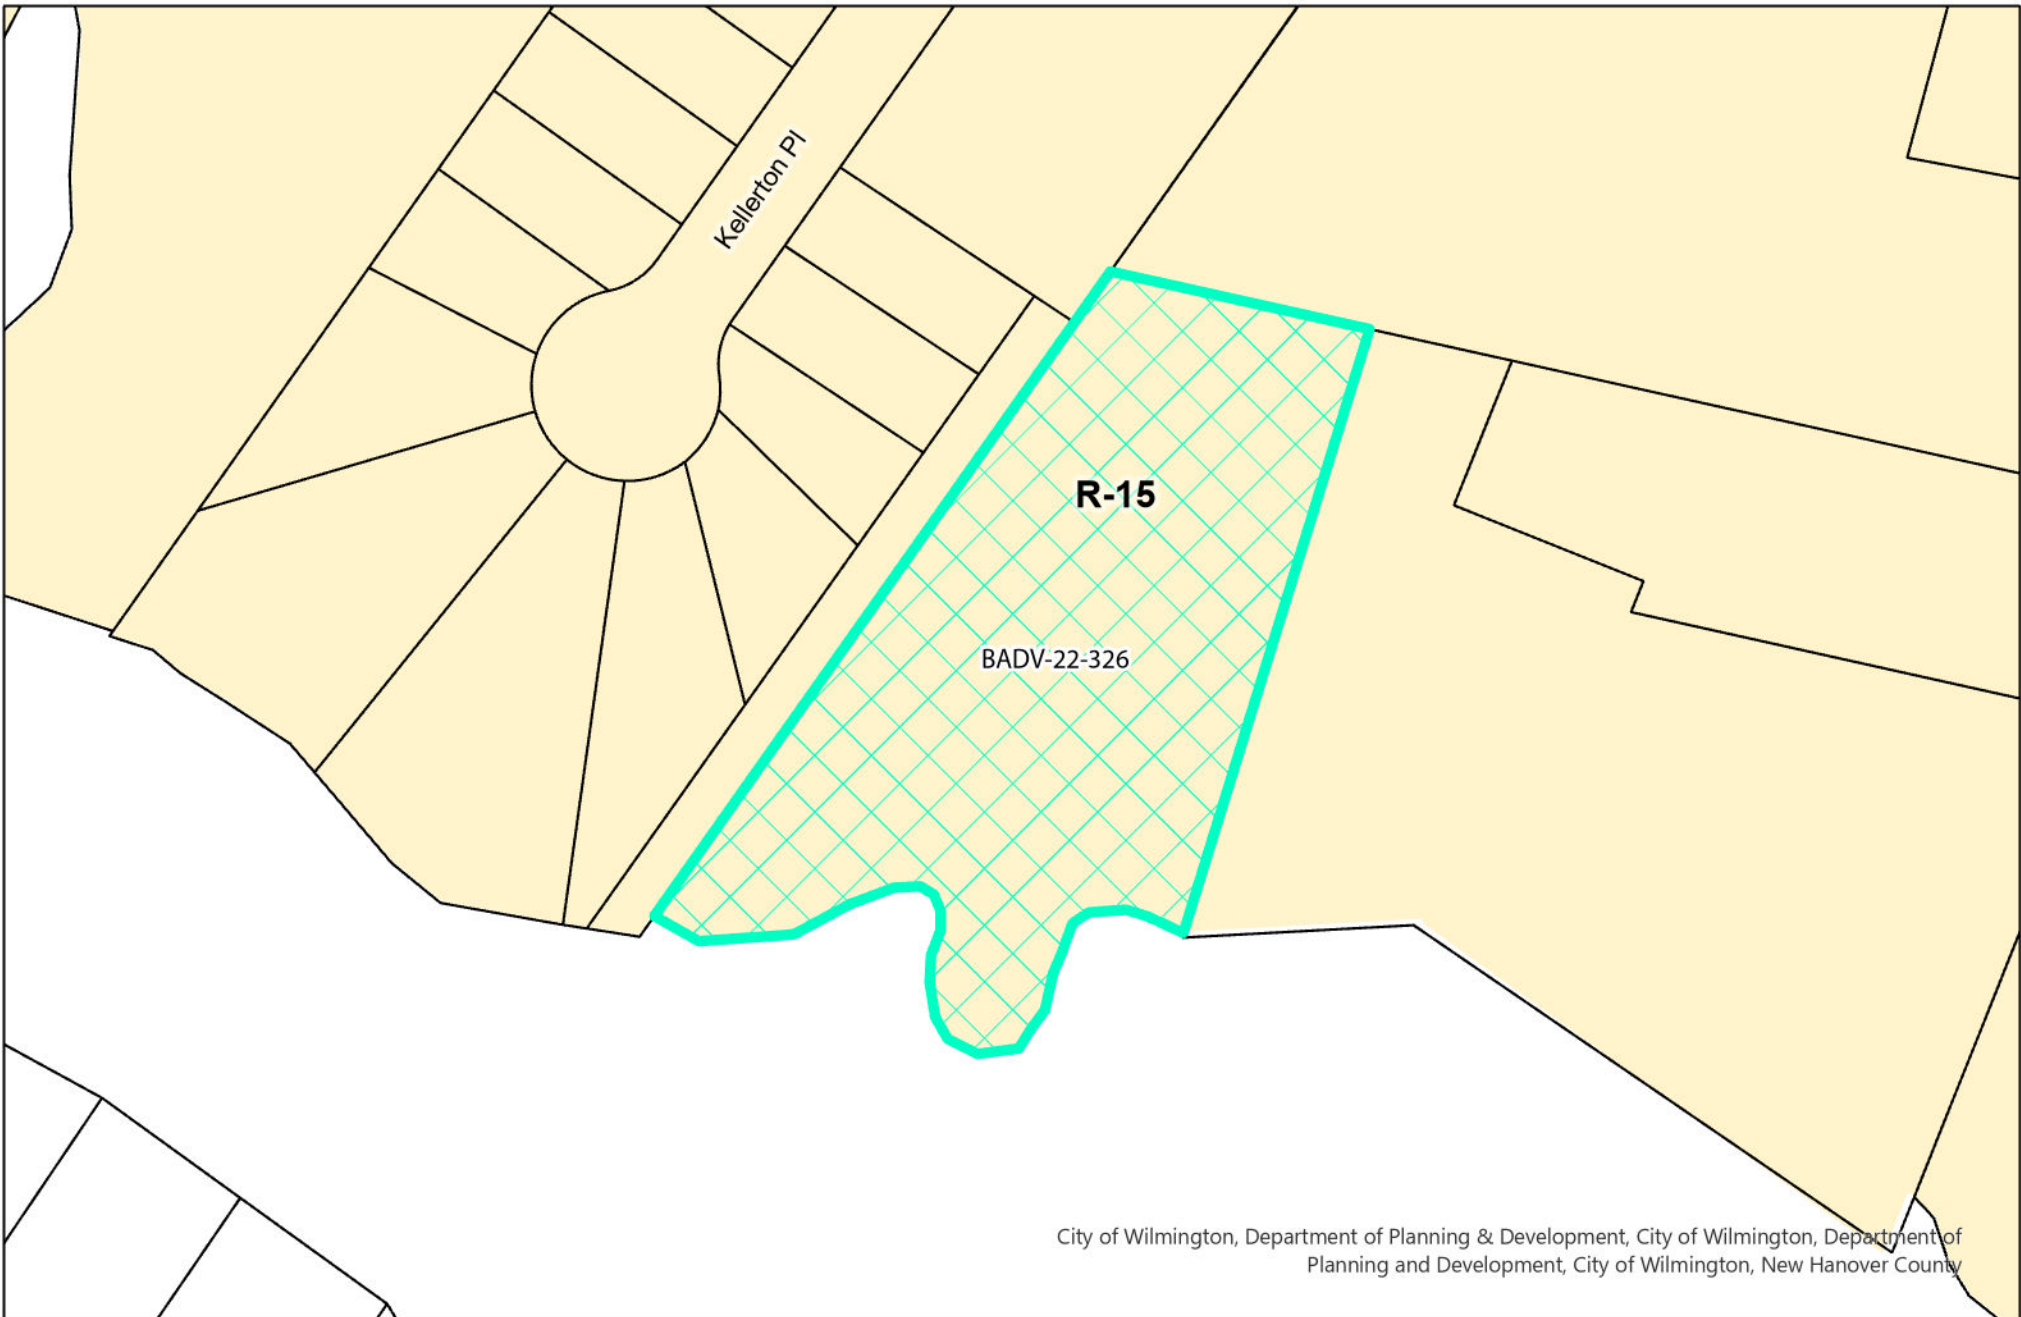 Kellerton Pl
R-15
BADV-22-326
City of Wilmington, Department of Planning & Development, City of Wilmington, Department of
Planning and Development, City of Wilmington, New Hanover County